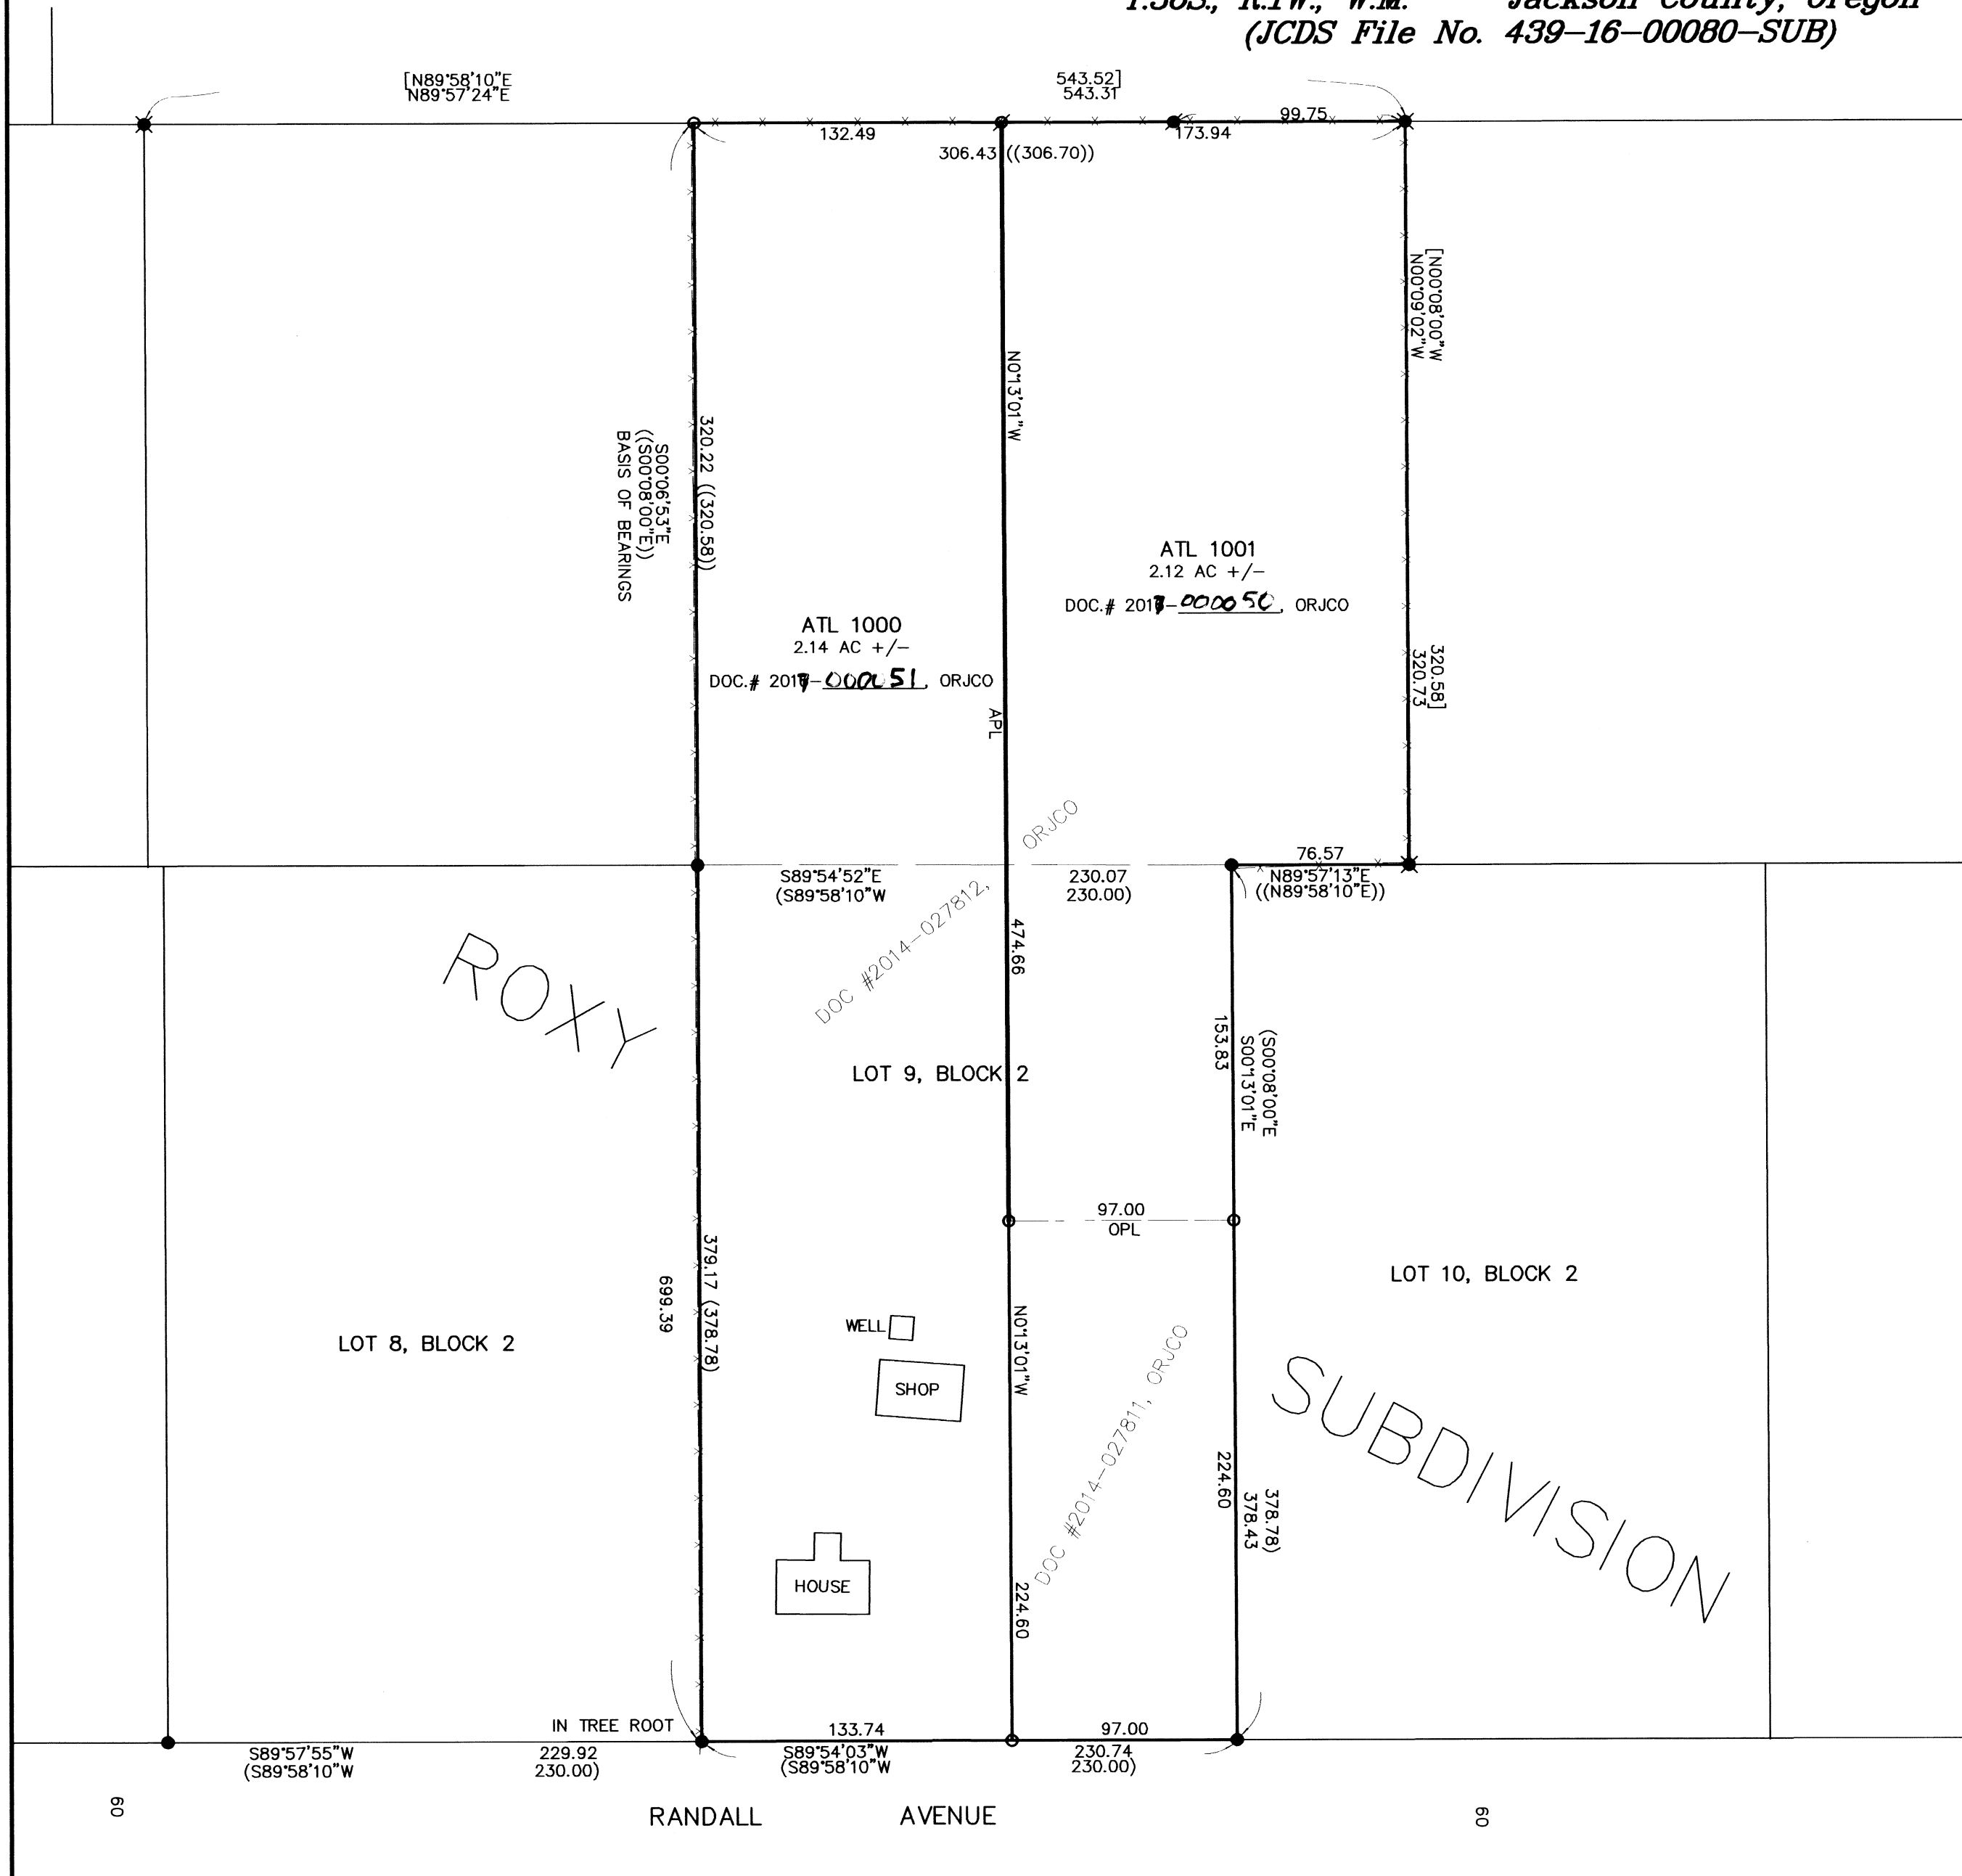 (JCDS File No. 439-16-00080-SUB)
[N89°58'10"E 543.52]
N89°57'24"E 543.31
99.75
132.49 173.94
306.43 ((306.70))
[N00°08'00"W 320.58]
N00°09'02"W 320.73
N0°13'01"W
320.22 ((320.58))
S00°06'53"E
((S00°08'00"E))
BASIS OF BEARINGS
ATL 1001
2.12 AC +/-
DOC.# 2017-000050, ORJCO
ATL 1000
2.14 AC +/-
DOC.# 2017-000051, ORJCO
APL
76.57
N89°57'13"E
((N89°58'10"E))
S89°54'52"E 230.07
(S89°58'10"W 230.00)
DOC #2014-027812, ORJCO
474.66
153.83
(S00°08'00"E 378.78)
S00°13'01"E 378.43
ROXY
LOT 9, BLOCK 2
97.00
OPL
LOT 10, BLOCK 2
379.17 (378.78)
699.39
N0°13'01"W
WELL
LOT 8, BLOCK 2
SHOP
DOC #2014-027811, ORJCO
224.60
SUBDIVISION
HOUSE
224.60
IN TREE ROOT
133.74 97.00
S89°57'55"W 229.92
(S89°58'10"W 230.00)
S89°54'03"W 230.74
(S89°58'10"W 230.00)
60
RANDALL AVENUE
60